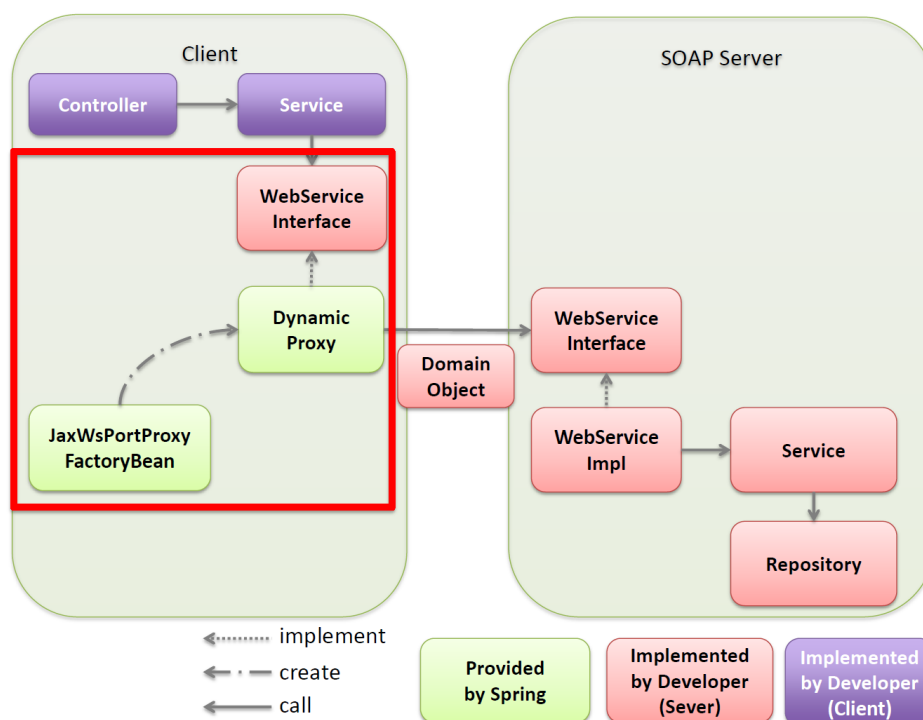 Client
SOAP Server
Controller
Service
WebService
Interface
Dynamic
Proxy
WebService
Interface
Domain
Object
JaxWsPortProxy
FactoryBean
WebService
Impl
Service
Repository
implement
create
call
Provided
by Spring
Implemented
by Developer
(Sever)
Implemented
by Developer
(Client)